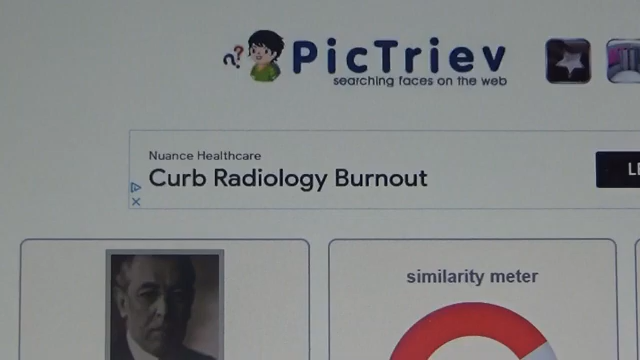 PicTriev
searching faces on the web
Nuance Healthcare
Curb Radiology Burnout
similarity meter